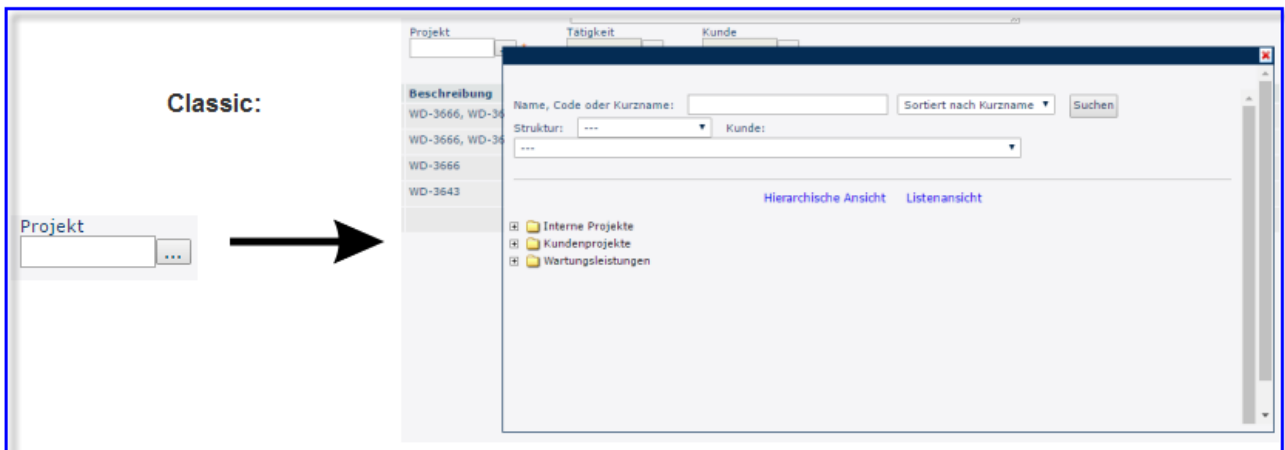 Classic:
Projekt
...
Projekt Tätigkeit Kunde
Beschreibung
WD-3666, WD-36
WD-3666, WD-36
WD-3666
WD-3643
Name, Code oder Kurzname: Sortiert nach Kurzname Suchen
Struktur: --- Kunde:
---
Hierarchische Ansicht Listenansicht
Interne Projekte
Kundenprojekte
Wartungsleistungen